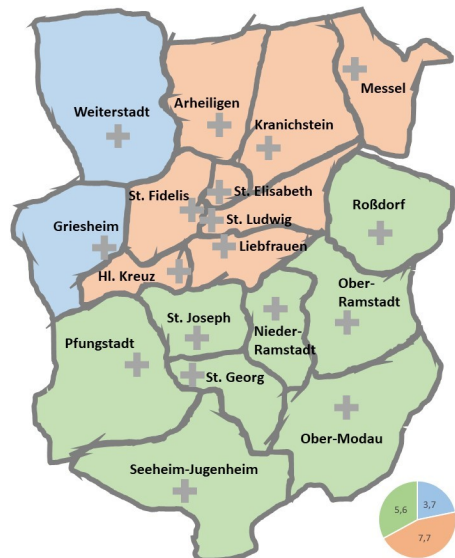 Messel
Arheiligen
Weiterstadt
Kranichstein
St. Fidelis
St. Elisabeth
Roßdorf
St. Ludwig
Griesheim
Liebfrauen
Hl. Kreuz
Ober-
Ramstadt
St. Joseph
Nieder-
Ramstadt
Pfungstadt
St. Georg
Ober-Modau
Seeheim-Jugenheim
5,6
3,7
7,7